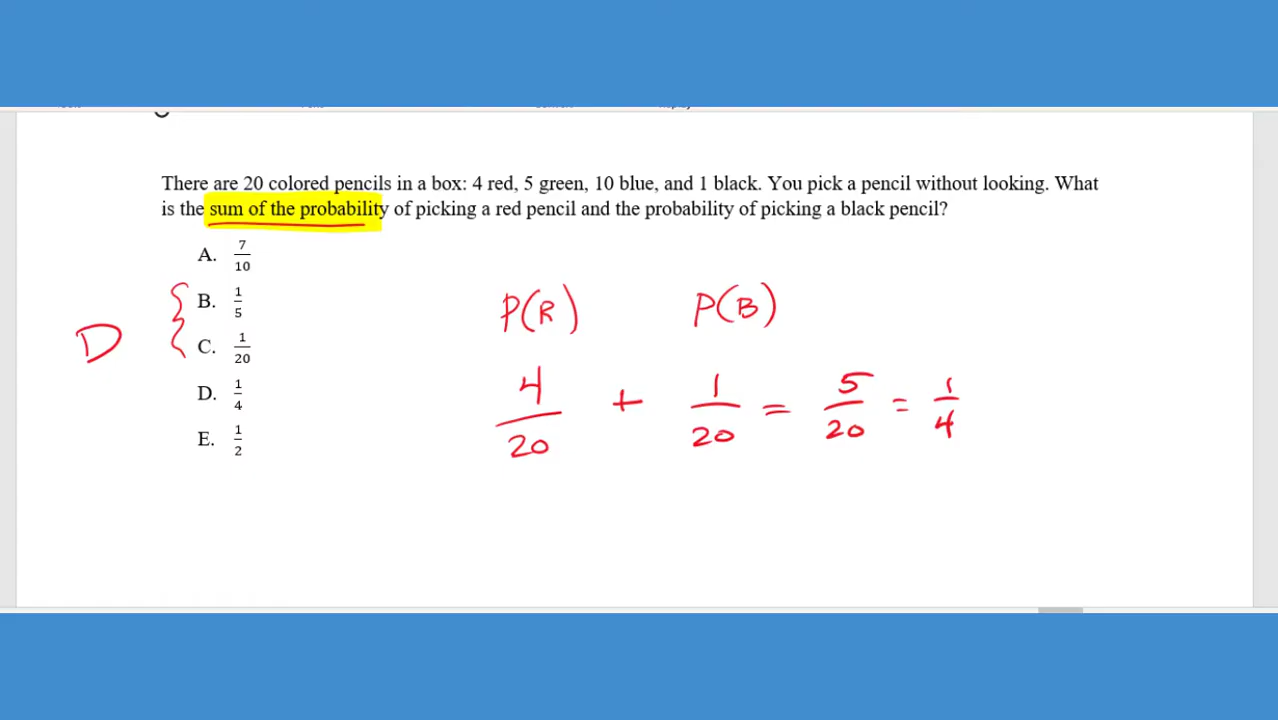 There are 20 colored pencils in a box: 4 red, 5 green, 10 blue, and 1 black. You pick a pencil without looking. What
is the sum of the probability of picking a red pencil and the probability of picking a black pencil?
A. 7/10
B. 1/5
C. 1/20
D. 1/4
E. 1/2
D
P(R) P(B)
4/20 + 1/20 = 5/20 = 1/4